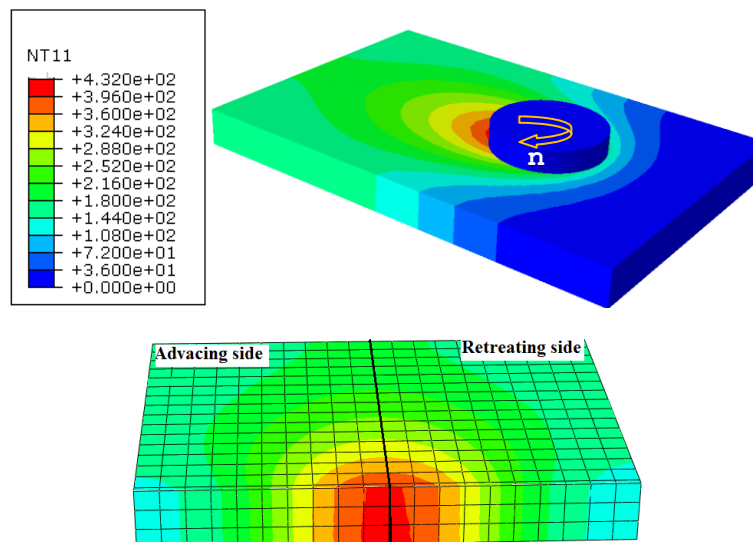 NT11
+4.320e+02
+3.960e+02
+3.600e+02
+3.240e+02
+2.880e+02
+2.520e+02
+2.160e+02
+1.800e+02
+1.440e+02
+1.080e+02
+7.200e+01
+3.600e+01
+0.000e+00
n
Advacing side
Retreating side